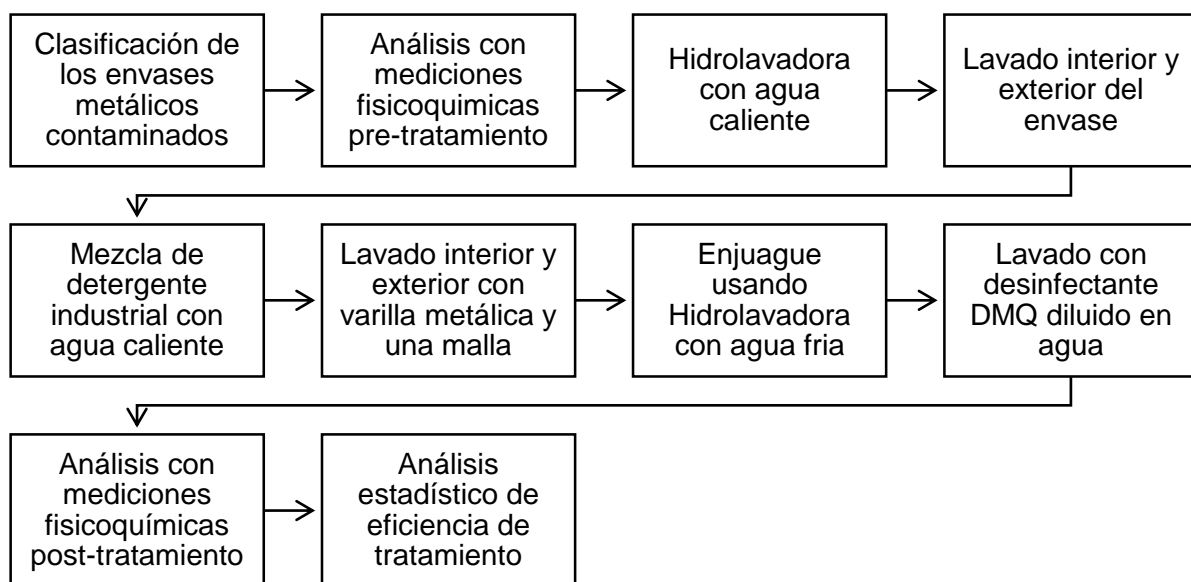 Clasificación de
los envases
metálicos
contaminados
Análisis con
mediciones
fisicoquimicas
pre-tratamiento
Hidrolavadora
con agua
caliente
Lavado interior y
exterior del
envase
Mezcla de
detergente
industrial con
agua caliente
Lavado interior y
exterior con
varilla metálica y
una malla
Enjuague
usando
Hidrolavadora
con agua fria
Lavado con
desinfectante
DMQ diluido en
agua
Análisis con
mediciones
fisicoquímicas
post-tratamiento
Análisis
estadístico de
eficiencia de
tratamiento